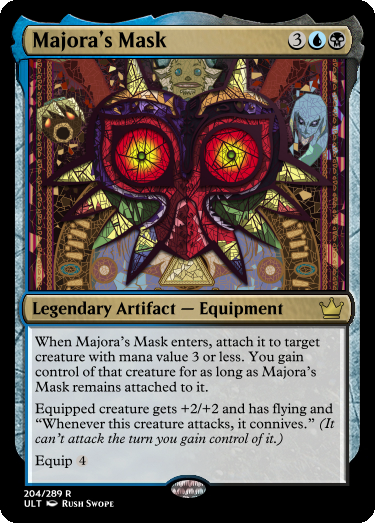 Majora's Mask 3
Legendary Artifact — Equipment
When Majora's Mask enters, attach it to target
creature with mana value 3 or less. You gain
control of that creature for as long as Majora's
Mask remains attached to it.
Equipped creature gets +2/+2 and has flying and
“Whenever this creature attacks, it connives.” (It
can't attack the turn you gain control of it.)
Equip 4
204/289 R
ULT Rush Swope